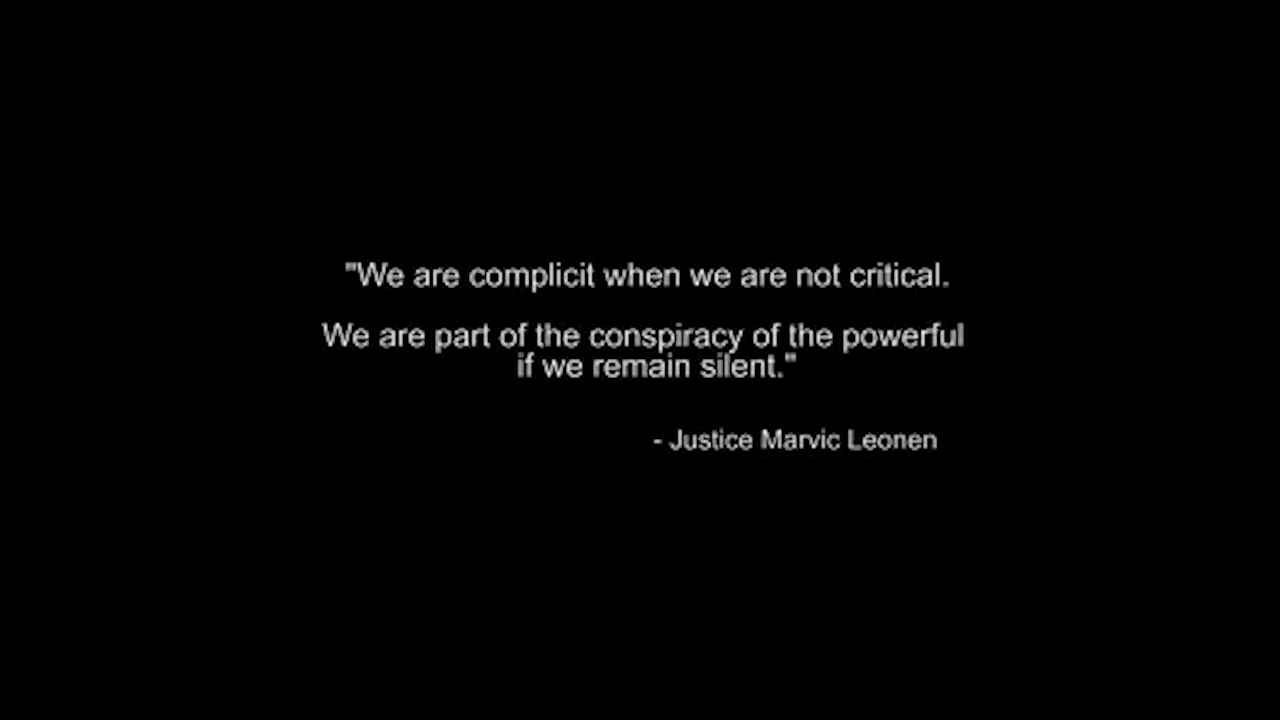 "We are complicit when we are not critical.
We are part of the conspiracy of the powerful
if we remain silent."
- Justice Marvic Leonen